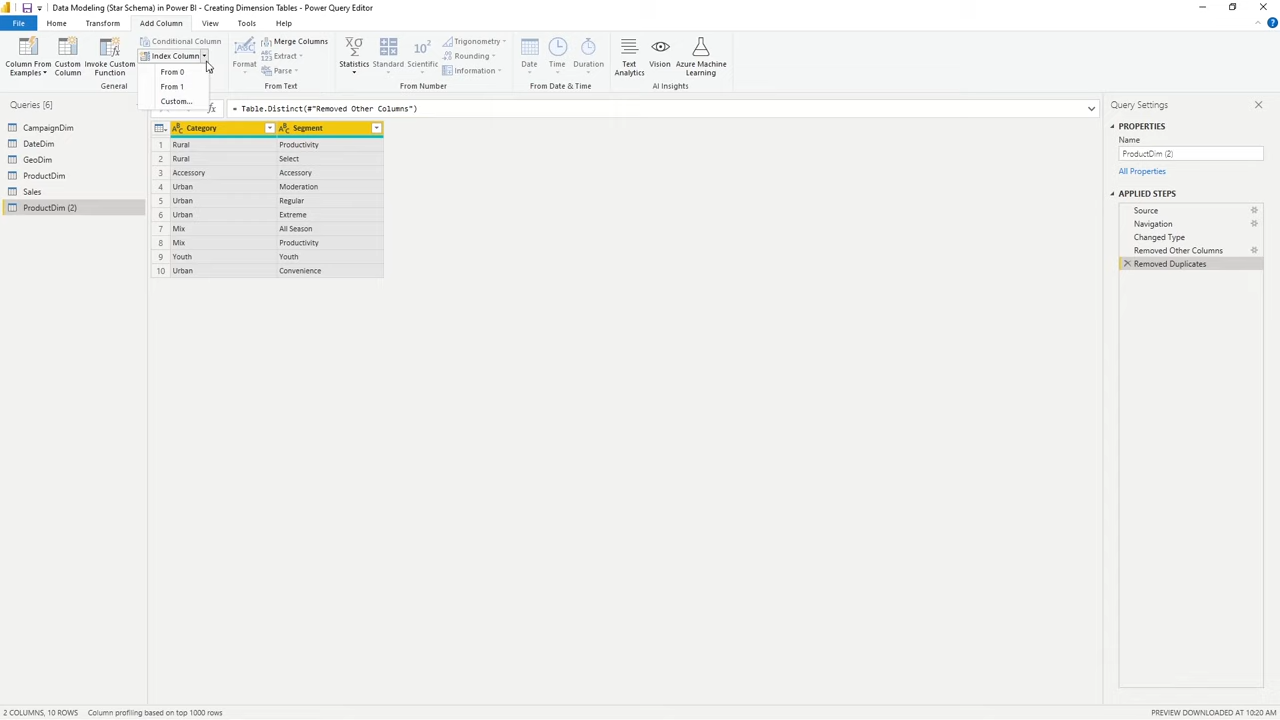 Data Modeling (Star Schema) in Power BI - Creating Dimension Tables - Power Query Editor
File Home Transform Add Column View Tools Help
Column From Examples
Custom Column
Invoke Custom Function
Conditional Column
Index Column
From 0
From 1
Custom...
General
Format
Merge Columns
Extract
Parse
From Text
Statistics
Standard
Scientific
Trigonometry
Rounding
Information
From Number
Date
Time
Duration
From Date & Time
Text Analytics
Vision
Azure Machine Learning
AI Insights
Queries [6]
CampaignDim
DateDim
GeoDim
ProductDim
Sales
ProductDim (2)
fx = Table.Distinct(#"Removed Other Columns")
Category Segment
1 Rural Productivity
2 Rural Select
3 Accessory Accessory
4 Urban Moderation
5 Urban Regular
6 Urban Extreme
7 Mix All Season
8 Mix Productivity
9 Youth Youth
10 Urban Convenience
Query Settings
PROPERTIES
Name
ProductDim (2)
All Properties
APPLIED STEPS
Source
Navigation
Changed Type
Removed Other Columns
Removed Duplicates
2 COLUMNS, 10 ROWS Column profiling based on top 1000 rows
PREVIEW DOWNLOADED AT 10:20 AM